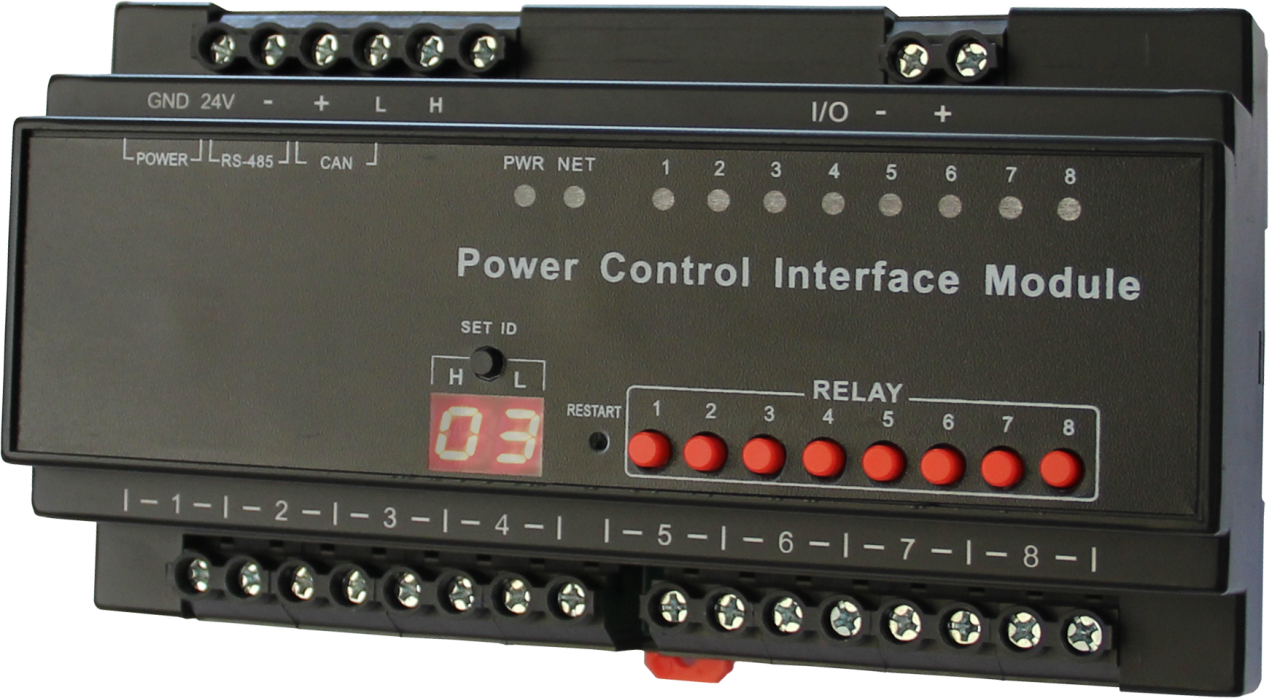 GND 24V - + L H I/O - +
POWER RS-485 CAN
PWR NET 1 2 3 4 5 6 7 8
Power Control Interface Module
SET ID
H L
03
RESTART
RELAY
1 2 3 4 5 6 7 8
|- 1 -|- 2 -|- 3 -|- 4 -| |- 5 -|- 6 -|- 7 -|- 8 -|